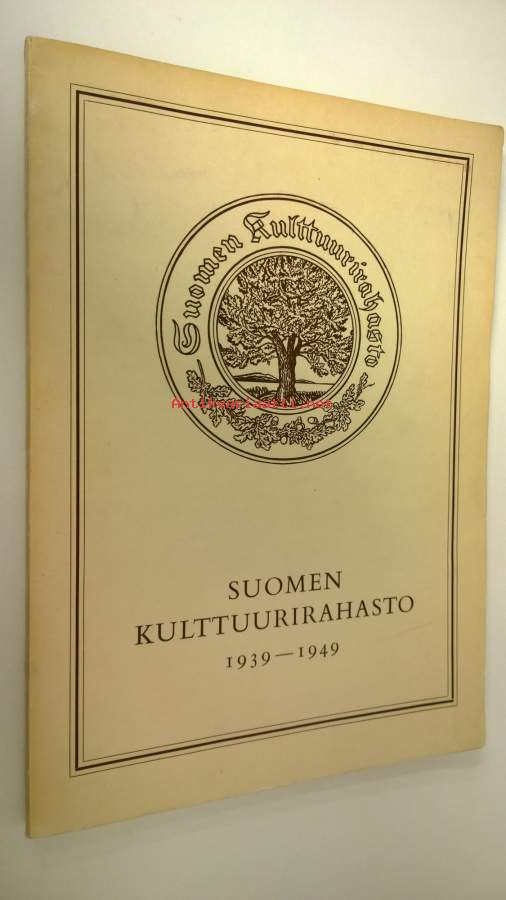 Suomen Kulttuurirahasto
Antikvariaatti.net
SUOMEN
KULTTUURIRAHASTO
1939—1949